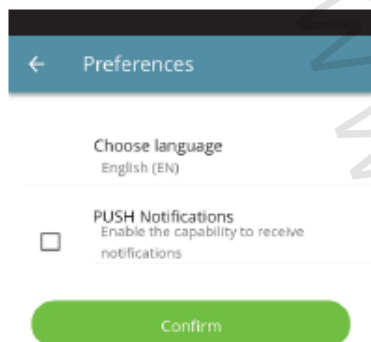 Preferences
Choose language
English (EN)
PUSH Notifications
Enable the capability to receive
notifications
Confirm